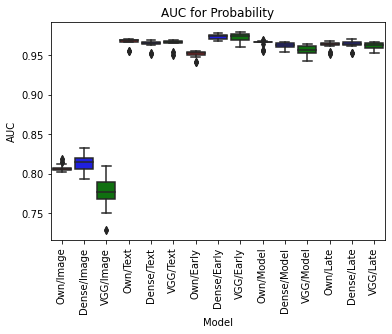 AUC for Probability
AUC
0.95
0.90
0.85
0.80
0.75
Own/Image
Dense/Image
VGG/Image
Own/Text
Dense/Text
VGG/Text
Own/Early
Dense/Early
VGG/Early
Own/Model
Dense/Model
VGG/Model
Own/Late
Dense/Late
VGG/Late
Model